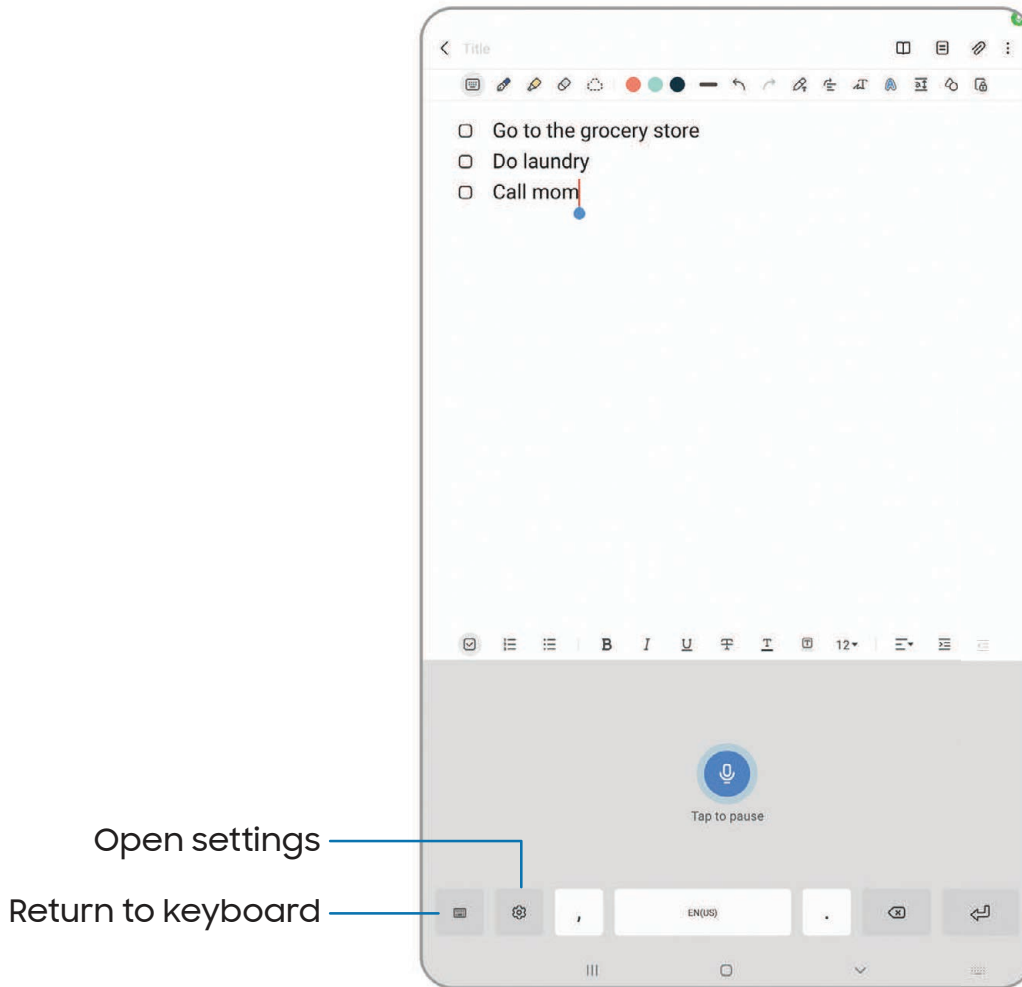 Title
Go to the grocery store
Do laundry
Call mom
B I U T T T 12
Tap to pause
Open settings
Return to keyboard
, EN(US) .